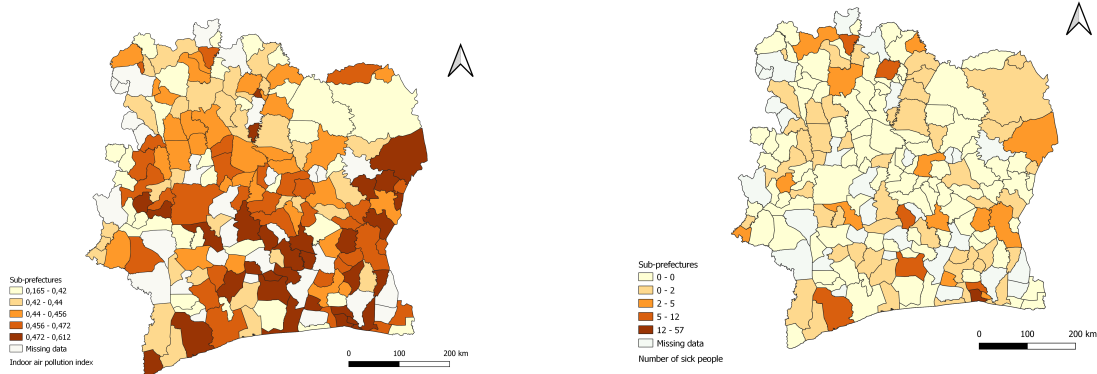 Sub-prefectures
0,165 - 0,42
0,42 - 0,44
0,44 - 0,456
0,456 - 0,472
0,472 - 0,612
Missing data
Indoor air pollution index
0 100 200 km
Sub-prefectures
0 - 0
0 - 2
2 - 5
5 - 12
12 - 57
Missing data
Number of sick people
0 100 200 km